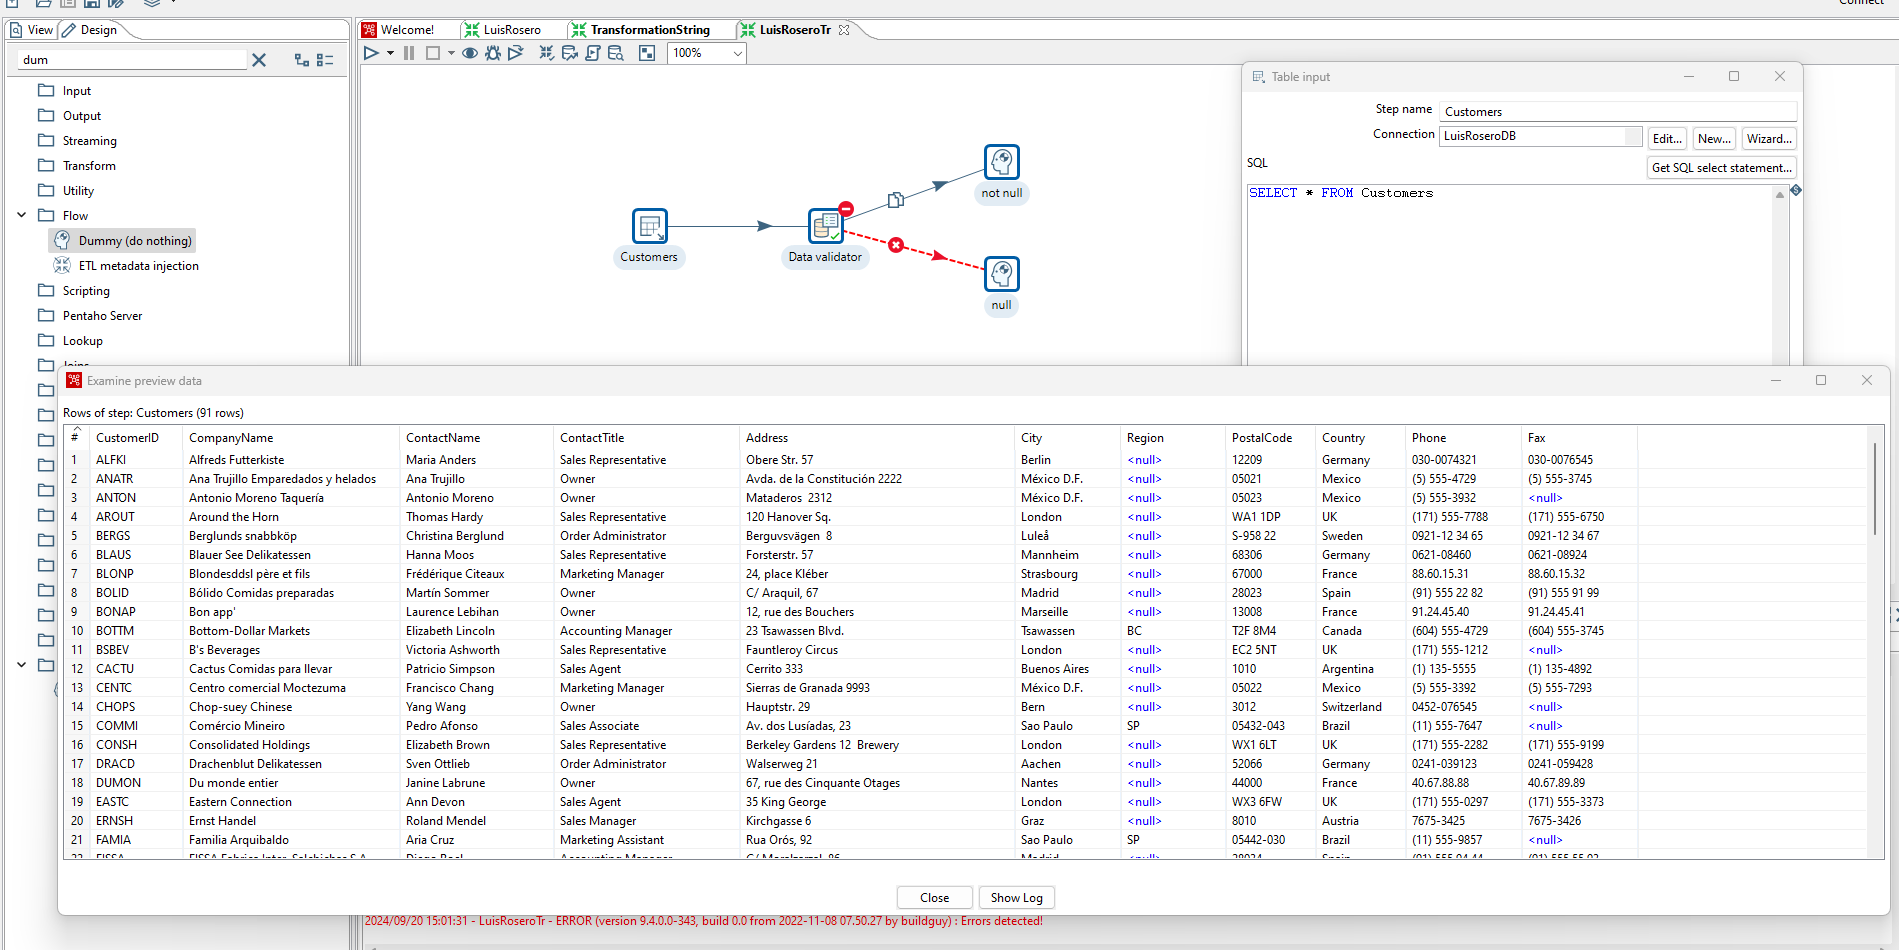 Connect
View Design
Welcome! LuisRosero TransformationString LuisRoseroTr
dum
100%
Input
Output
Streaming
Transform
Utility
Flow
Dummy (do nothing)
ETL metadata injection
Scripting
Pentaho Server
Lookup
Joins
Customers
Data validator
not null
null
Table input
Step name Customers
Connection LuisRoseroDB Edit... New... Wizard...
SQL Get SQL select statement...
SELECT * FROM Customers
Examine preview data
Rows of step: Customers (91 rows)
# CustomerID CompanyName ContactName ContactTitle Address City Region PostalCode Country Phone Fax
1 ALFKI Alfreds Futterkiste Maria Anders Sales Representative Obere Str. 57 Berlin <null> 12209 Germany 030-0074321 030-0076545
2 ANATR Ana Trujillo Emparedados y helados Ana Trujillo Owner Avda. de la Constitución 2222 México D.F. <null> 05021 Mexico (5) 555-4729 (5) 555-3745
3 ANTON Antonio Moreno Taquería Antonio Moreno Owner Mataderos  2312 México D.F. <null> 05023 Mexico (5) 555-3932 <null>
4 AROUT Around the Horn Thomas Hardy Sales Representative 120 Hanover Sq. London <null> WA1 1DP UK (171) 555-7788 (171) 555-6750
5 BERGS Berglunds snabbköp Christina Berglund Order Administrator Berguvsvägen  8 Luleå <null> S-958 22 Sweden 0921-12 34 65 0921-12 34 67
6 BLAUS Blauer See Delikatessen Hanna Moos Sales Representative Forsterstr. 57 Mannheim <null> 68306 Germany 0621-08460 0621-08924
7 BLONP Blondesddsl père et fils Frédérique Citeaux Marketing Manager 24, place Kléber Strasbourg <null> 67000 France 88.60.15.31 88.60.15.32
8 BOLID Bólido Comidas preparadas Martín Sommer Owner C/ Araquil, 67 Madrid <null> 28023 Spain (91) 555 22 82 (91) 555 91 99
9 BONAP Bon app' Laurence Lebihan Owner 12, rue des Bouchers Marseille <null> 13008 France 91.24.45.40 91.24.45.41
10 BOTTM Bottom-Dollar Markets Elizabeth Lincoln Accounting Manager 23 Tsawassen Blvd. Tsawassen BC T2F 8M4 Canada (604) 555-4729 (604) 555-3745
11 BSBEV B's Beverages Victoria Ashworth Sales Representative Fauntleroy Circus London <null> EC2 5NT UK (171) 555-1212 <null>
12 CACTU Cactus Comidas para llevar Patricio Simpson Sales Agent Cerrito 333 Buenos Aires <null> 1010 Argentina (1) 135-5555 (1) 135-4892
13 CENTC Centro comercial Moctezuma Francisco Chang Marketing Manager Sierras de Granada 9993 México D.F. <null> 05022 Mexico (5) 555-3392 (5) 555-7293
14 CHOPS Chop-suey Chinese Yang Wang Owner Hauptstr. 29 Bern <null> 3012 Switzerland 0452-076545 <null>
15 COMMI Comércio Mineiro Pedro Afonso Sales Associate Av. dos Lusíadas, 23 Sao Paulo SP 05432-043 Brazil (11) 555-7647 <null>
16 CONSH Consolidated Holdings Elizabeth Brown Sales Representative Berkeley Gardens 12  Brewery London <null> WX1 6LT UK (171) 555-2282 (171) 555-9199
17 DRACD Drachenblut Delikatessen Sven Ottlieb Order Administrator Walserweg 21 Aachen <null> 52066 Germany 0241-039123 0241-059428
18 DUMON Du monde entier Janine Labrune Owner 67, rue des Cinquante Otages Nantes <null> 44000 France 40.67.88.88 40.67.89.89
19 EASTC Eastern Connection Ann Devon Sales Agent 35 King George London <null> WX3 6FW UK (171) 555-0297 (171) 555-3373
20 ERNSH Ernst Handel Roland Mendel Sales Manager Kirchgasse 6 Graz <null> 8010 Austria 7675-3425 7675-3426
21 FAMIA Familia Arquibaldo Aria Cruz Marketing Assistant Rua Orós, 92 Sao Paulo SP 05442-030 Brazil (11) 555-9857 <null>
Close Show Log
2024/09/20 15:01:31 - LuisRoseroTr - ERROR (version 9.4.0.0-343, build 0.0 from 2022-11-08 07.50.27 by buildguy) : Errors detected!